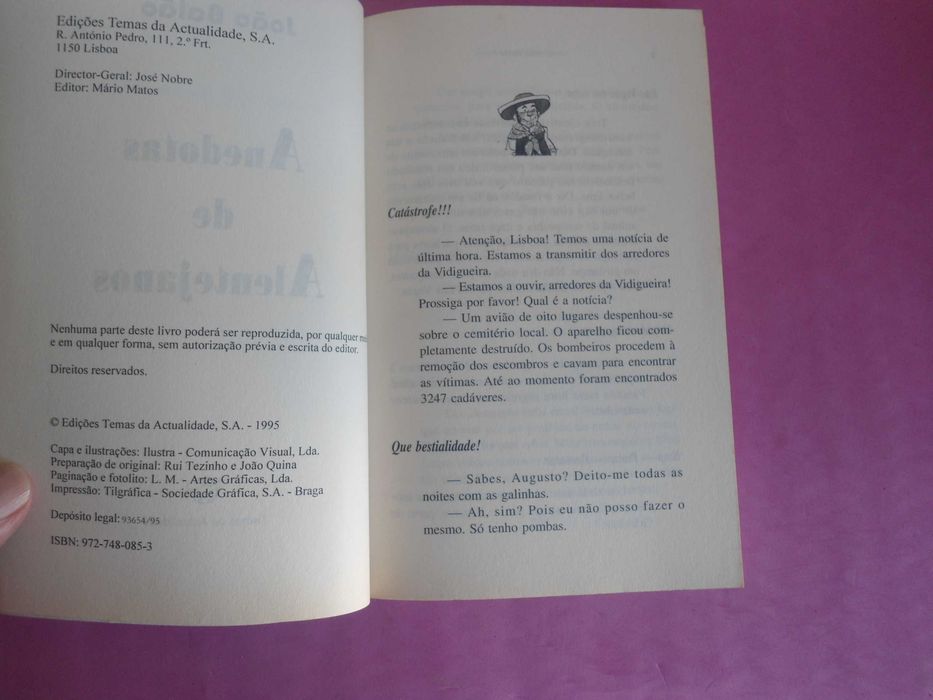 Edições Temas da Actualidade, S.A.
R. António Pedro, 111, 2.º Frt.
1150 Lisboa
Director-Geral: José Nobre
Editor: Mário Matos
João
Anedotas
de
Alentejanos
Nenhuma parte deste livro poderá ser reproduzida, por qualquer
e em qualquer forma, sem autorização prévia e escrita do editor.
Direitos reservados.
© Edições Temas da Actualidade, S.A. - 1995
Capa e ilustrações: Ilustra - Comunicação Visual, Lda.
Preparação de original: Rui Tezinho e João Quina
Paginação e fotolito: L. M. - Artes Gráficas, Lda.
Impressão: Tilgráfica - Sociedade Gráfica, S.A. - Braga
Depósito legal: 93654/95
ISBN: 972-748-085-3
Catástrofe!!!
— Atenção, Lisboa! Temos uma notícia de
última hora. Estamos a transmitir dos arredores
da Vidigueira.
— Estamos a ouvir, arredores da Vidigueira!
Prossiga por favor! Qual é a notícia?
— Um avião de oito lugares despenhou-se
sobre o cemitério local. O aparelho ficou com-
pletamente destruído. Os bombeiros procedem à
remoção dos escombros e cavam para encontrar
as vítimas. Até ao momento foram encontrados
3247 cadáveres.
Que bestialidade!
— Sabes, Augusto? Deito-me todas as
noites com as galinhas.
— Ah, sim? Pois eu não posso fazer o
mesmo. Só tenho pombas.